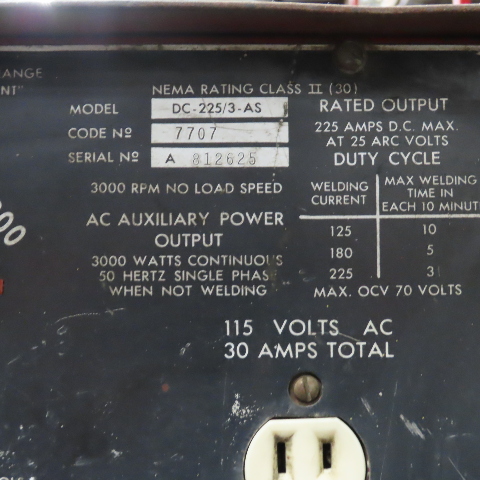 ANGE
NT"
NEMA RATING CLASS II (30)
MODEL DC-225/3-AS
CODE Nº 7707
SERIAL Nº A 812625
3000 RPM NO LOAD SPEED
AC AUXILIARY POWER
OUTPUT
3000 WATTS CONTINUOUS
50 HERTZ SINGLE PHASE
WHEN NOT WELDING
RATED OUTPUT
225 AMPS D.C. MAX.
AT 25 ARC VOLTS
DUTY CYCLE
WELDING
CURRENT
MAX WELDING
TIME IN
EACH 10 MINUT
125 10
180 5
225 3
MAX. OCV 70 VOLTS
115 VOLTS AC
30 AMPS TOTAL